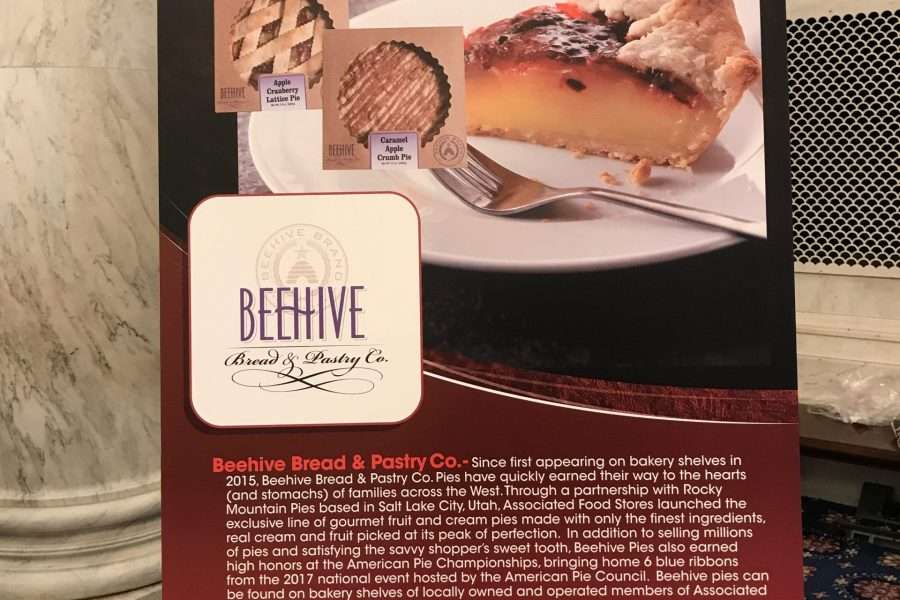 Apple
Cranberry
Lattice Pie
BEEHIVE
Caramel
Apple
Crumb Pie
BEEHIVE
BEEHIVE BRAND
BEEHIVE
Bread & Pastry Co.
Beehive Bread & Pastry Co.- Since first appearing on bakery shelves in
2015, Beehive Bread & Pastry Co. Pies have quickly earned their way to the hearts
(and stomachs) of families across the West. Through a partnership with Rocky
Mountain Pies based in Salt Lake City, Utah, Associated Food Stores launched the
exclusive line of gourmet fruit and cream pies made with only the finest ingredients,
real cream and fruit picked at its peak of perfection. In addition to selling millions
of pies and satisfying the savvy shopper's sweet tooth, Beehive Pies also earned
high honors at the American Pie Championships, bringing home 6 blue ribbons
from the 2017 national event hosted by the American Pie Council. Beehive pies can
be found on bakery shelves of locally owned and operated members of Associated